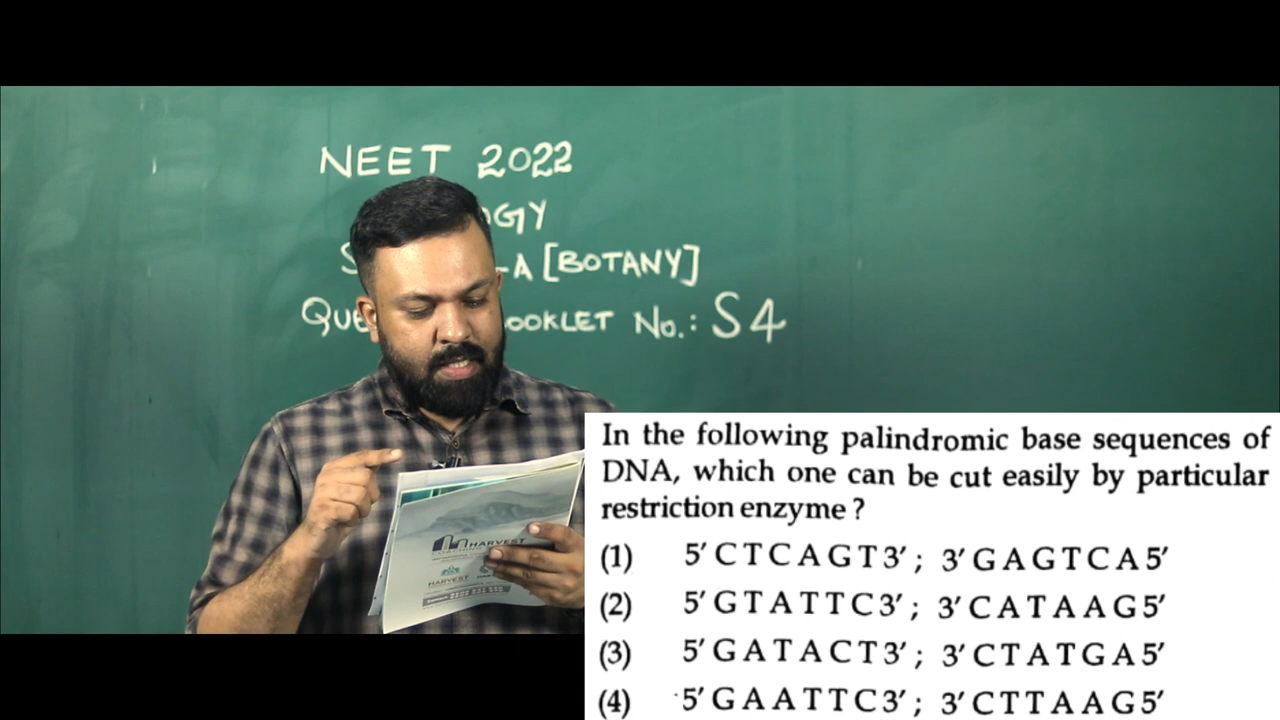 NEET 2022
OGY
S -A [BOTANY]
QUE OOKLET No.: S4
HARVEST
HARVEST
In the following palindromic base sequences of
DNA, which one can be cut easily by particular
restriction enzyme ?
(1) 5′ C T C A G T 3′ ; 3′ G A G T C A 5′
(2) 5′ G T A T T C 3′ ; 3′ C A T A A G 5′
(3) 5′ G A T A C T 3′ ; 3′ C T A T G A 5′
(4) 5′ G A A T T C 3′ ; 3′ C T T A A G 5′